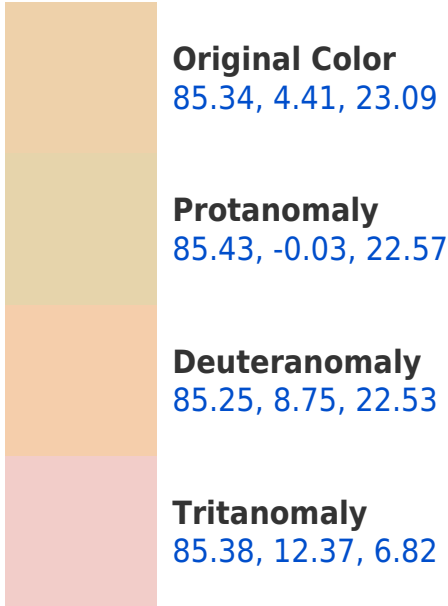 Original Color
85.34, 4.41, 23.09
Protanomaly
85.43, -0.03, 22.57
Deuteranomaly
85.25, 8.75, 22.53
Tritanomaly
85.38, 12.37, 6.82